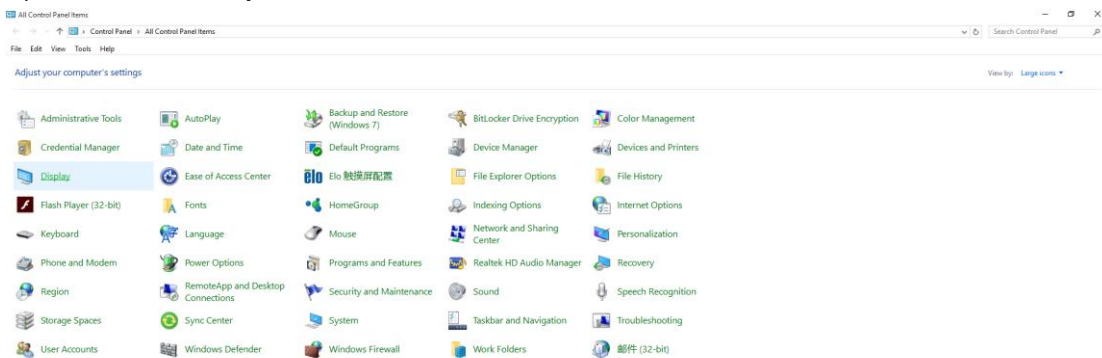 All Control Panel Items
Control Panel › All Control Panel Items
Search Control Panel
File Edit View Tools Help
Adjust your computer's settings
View by: Large icons
Administrative Tools
AutoPlay
Backup and Restore
(Windows 7)
BitLocker Drive Encryption
Color Management
Credential Manager
Date and Time
Default Programs
Device Manager
Devices and Printers
Display
Ease of Access Center
elo
Elo 触摸屏配置
File Explorer Options
File History
Flash Player (32-bit)
Fonts
HomeGroup
Indexing Options
Internet Options
Keyboard
Language
Mouse
Network and Sharing
Center
Personalization
Phone and Modem
Power Options
Programs and Features
Realtek HD Audio Manager
Recovery
Region
RemoteApp and Desktop
Connections
Security and Maintenance
Sound
Speech Recognition
Storage Spaces
Sync Center
System
Taskbar and Navigation
Troubleshooting
User Accounts
Windows Defender
Windows Firewall
Work Folders
邮件 (32-bit)